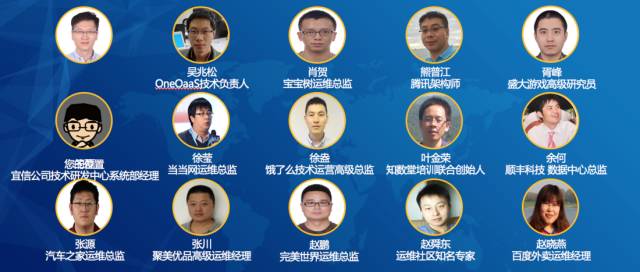 吴兆松
OneOaaS技术负责人
肖贺
宝宝树运维总监
熊普江
腾讯架构师
胥峰
盛大游戏高级研究员
您的位置
宜信公司技术研发中心系统部经理
徐莹
当当网运维总监
徐盎
饿了么技术运营高级总监
叶金荣
知数堂培训联合创始人
余何
顺丰科技 数据中心总监
张源
汽车之家运维总监
张川
聚美优品高级运维经理
赵鹏
完美世界运维总监
赵舜东
运维社区知名专家
赵晓燕
百度外卖运维经理